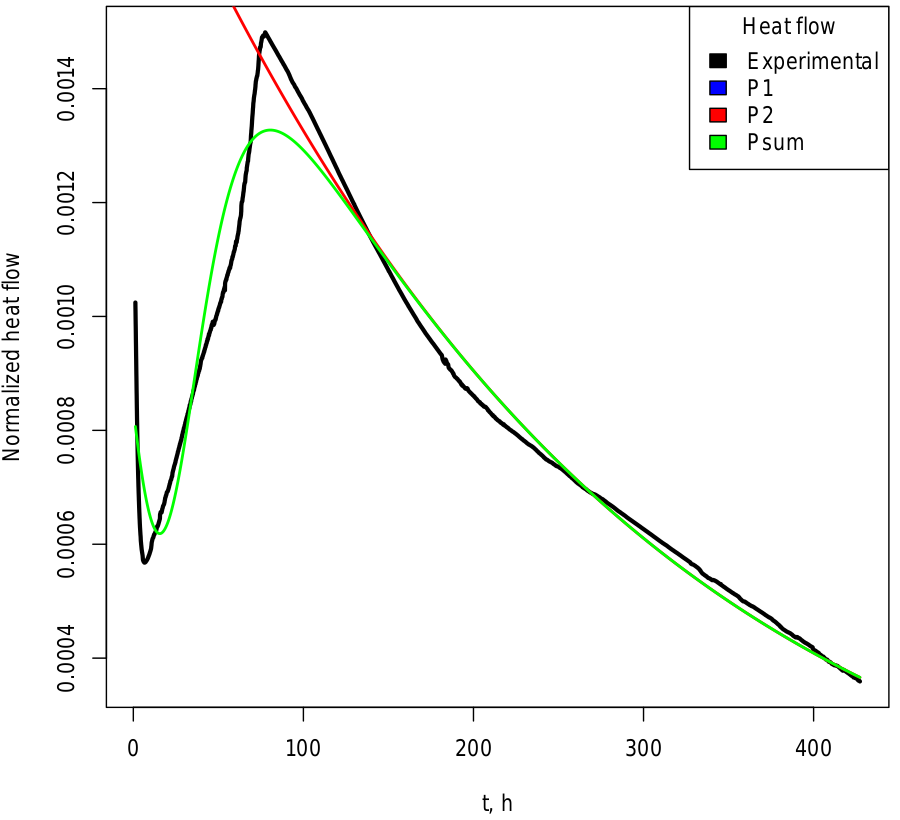 Heat flow
Experimental
P1
P2
Psum
Normalized heat flow
0.0014
0.0012
0.0010
0.0008
0.0006
0.0004
0 100 200 300 400
t, h